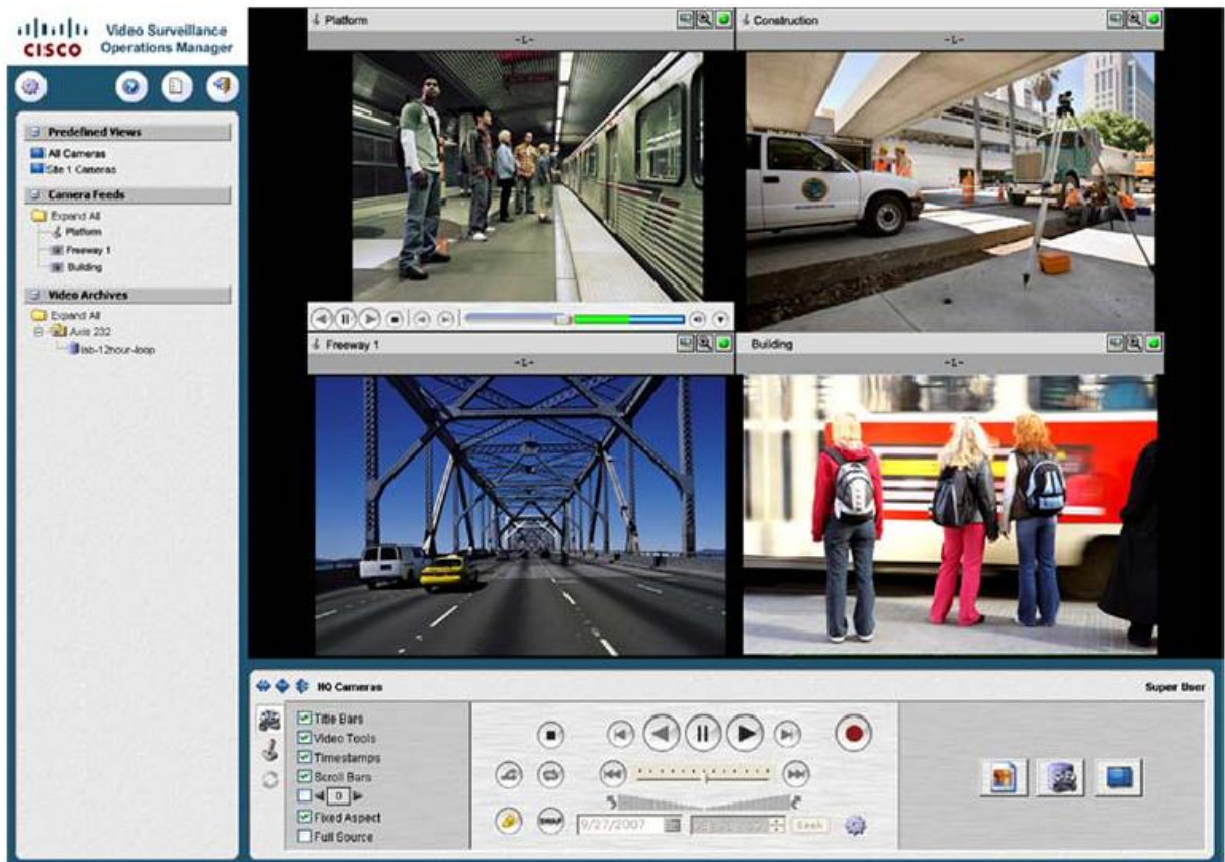 CISCO
Video Surveillance
Operations Manager
Predefined Views
All Cameras
Site 1 Cameras
Camera Feeds
Expand All
Platform
Freeway 1
Building
Video Archives
Expand All
Axis 232
lab-12hour-loop
Platform
-L-
Construction
-L-
Freeway 1
-L-
Building
-L-
HQ Cameras
Super User
Title Bars
Video Tools
Timestamps
Scroll Bars
0
Fixed Aspect
Full Source
SWAP
9/27/2007
Seek